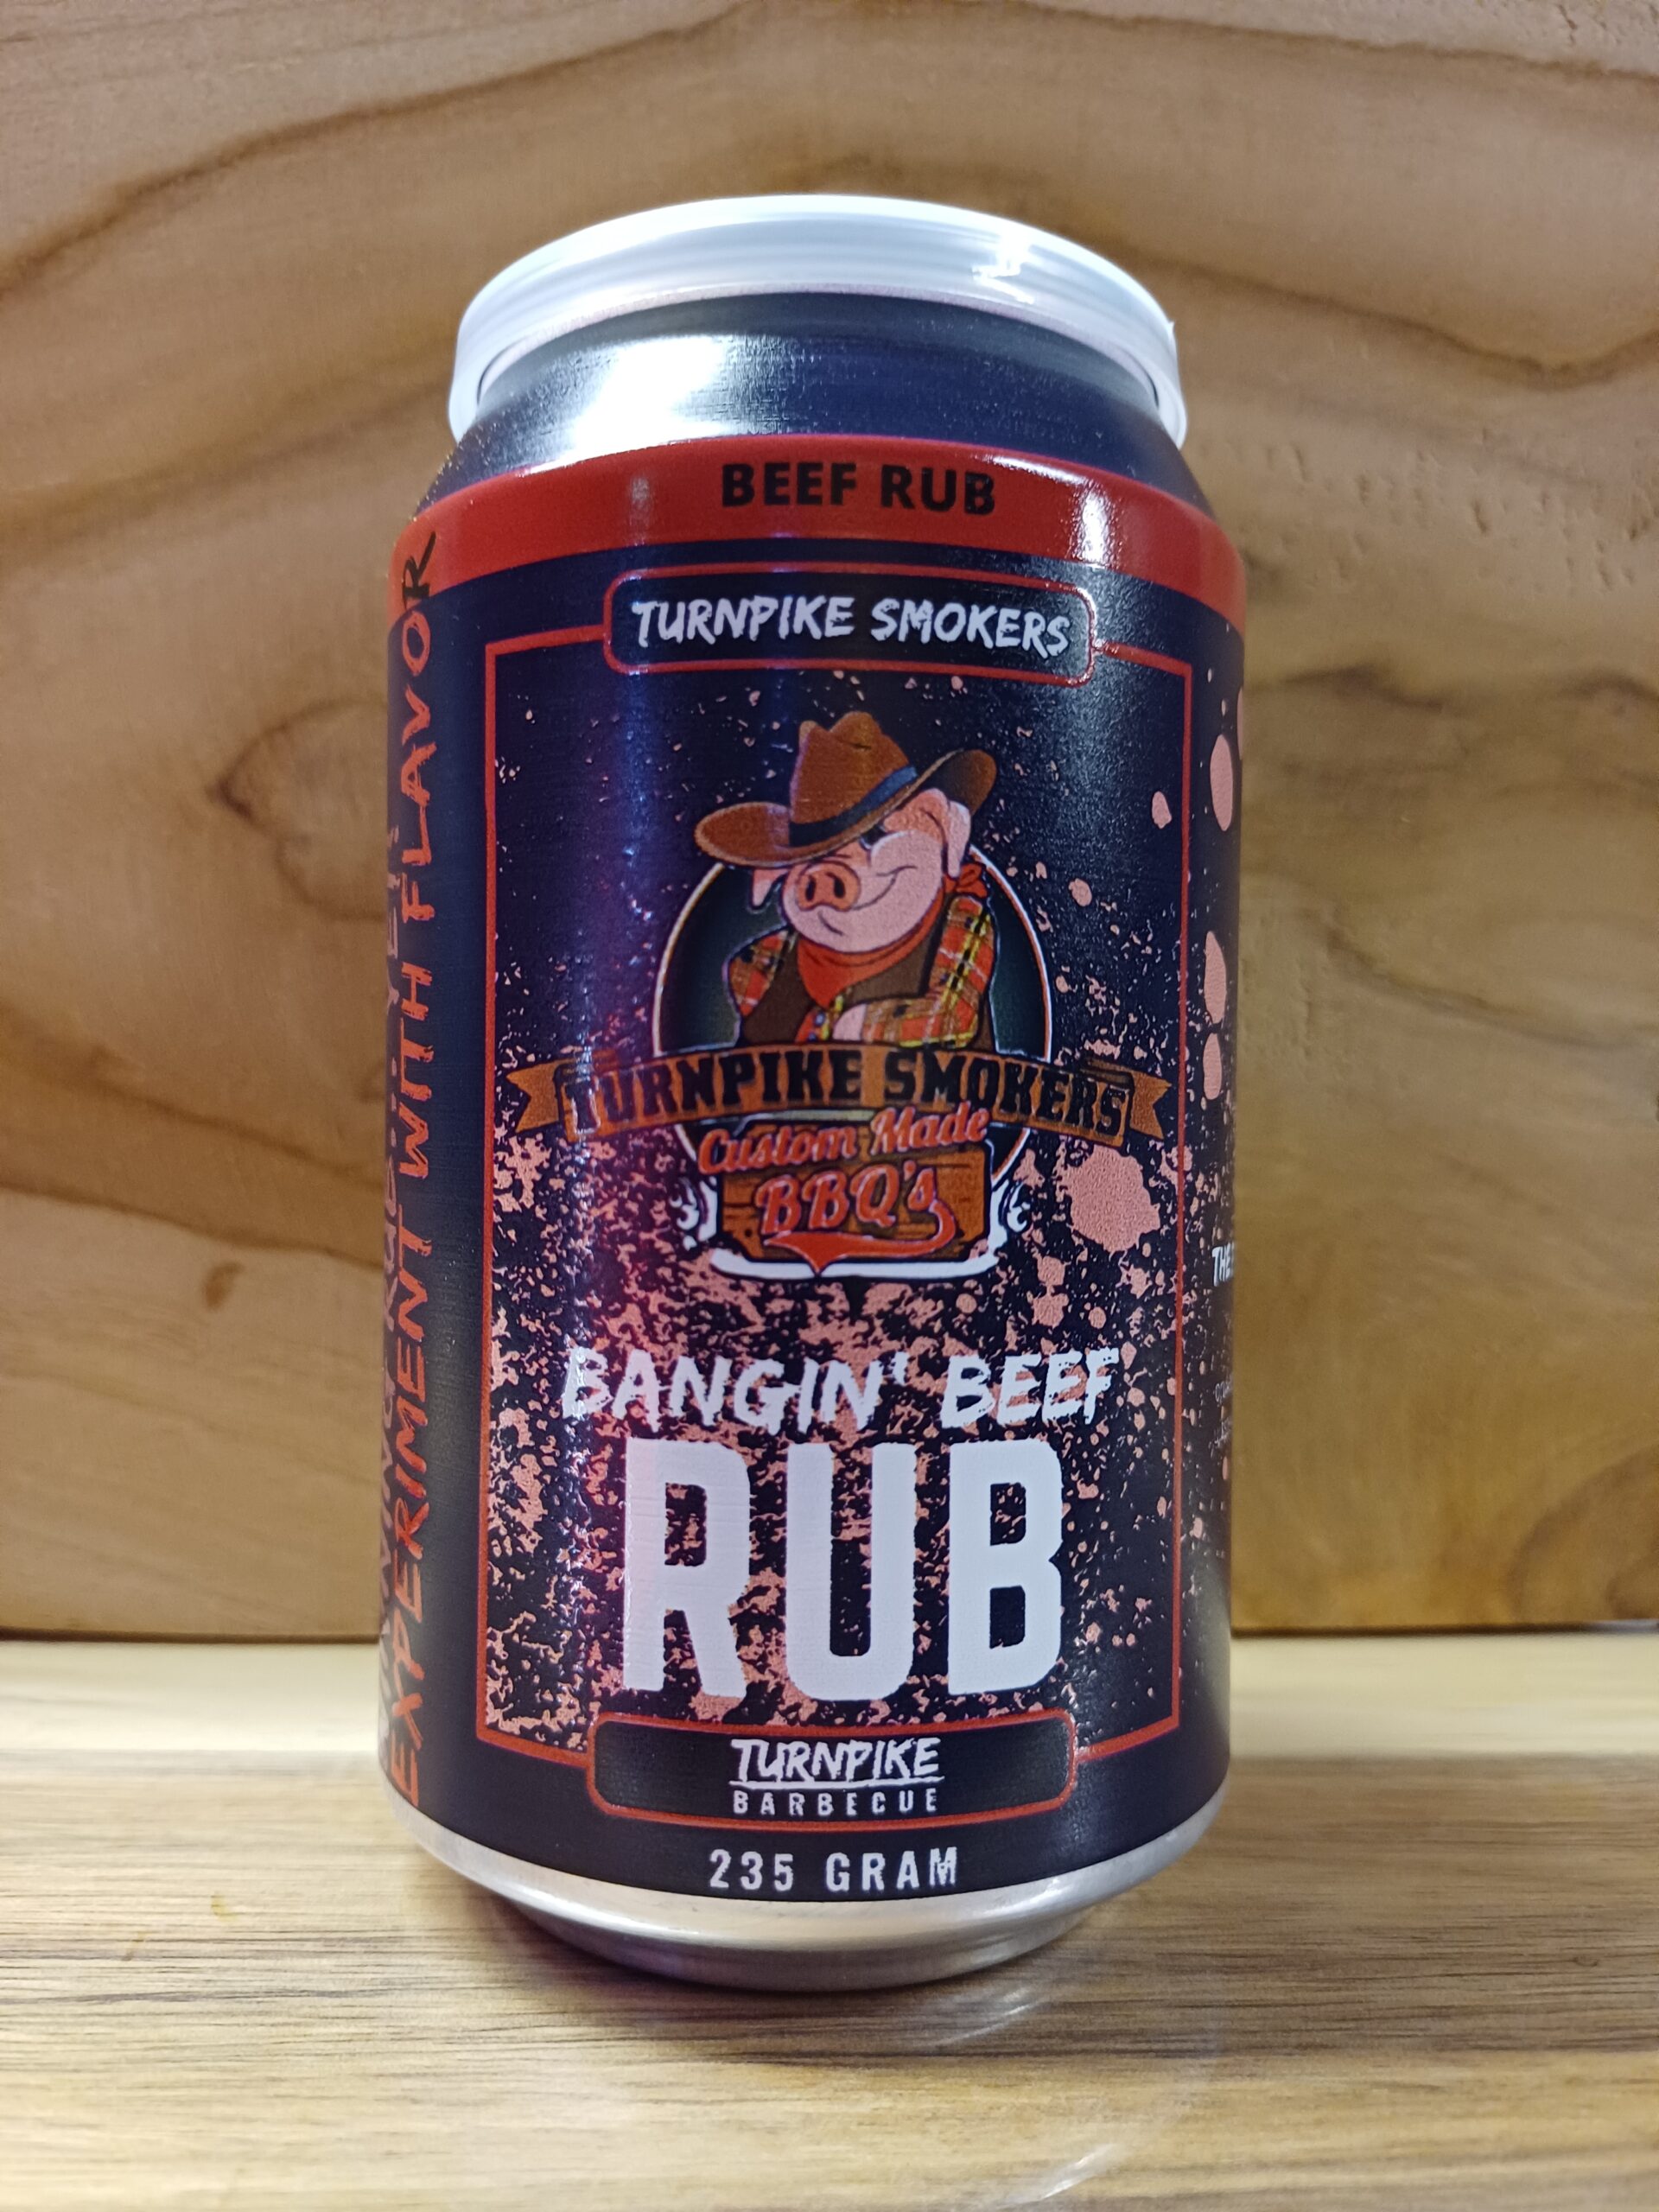 BEEF RUB
TURNPIKE SMOKERS
TURNPIKE SMOKERS
Custom Made
BBQ's
BANGIN' BEEF
RUB
TURNPIKE
BARBECUE
235 GRAM
EXPERIMENT WITH FLAVOR
THE